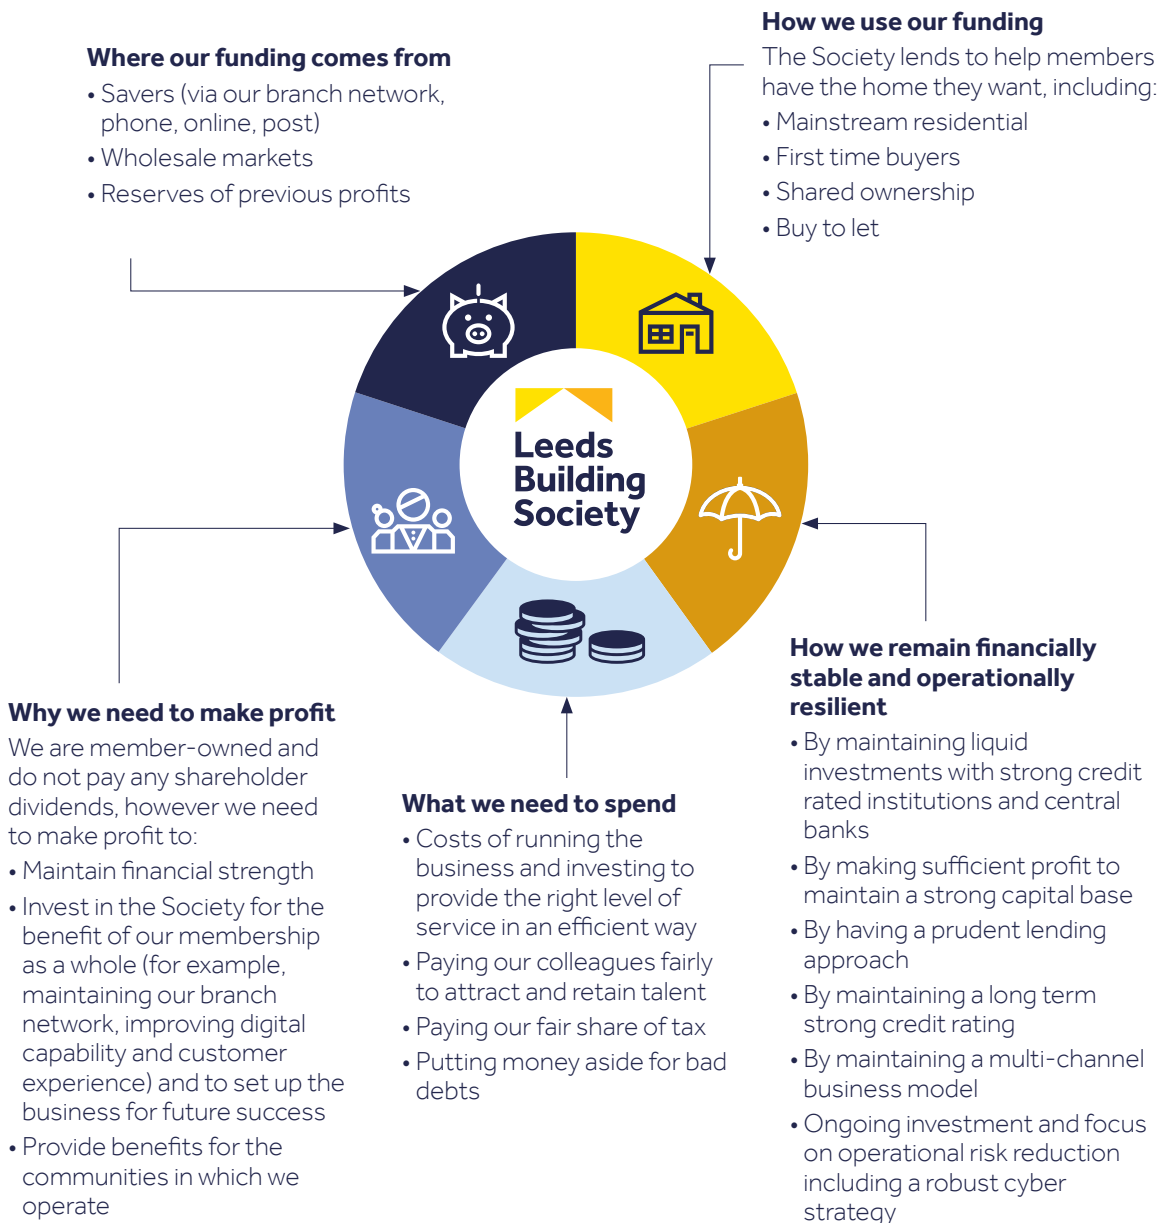 Where our funding comes from
• Savers (via our branch network,
phone, online, post)
• Wholesale markets
• Reserves of previous profits
How we use our funding
The Society lends to help members
have the home they want, including:
• Mainstream residential
• First time buyers
• Shared ownership
• Buy to let
Leeds
Building
Society
Why we need to make profit
We are member-owned and
do not pay any shareholder
dividends, however we need
to make profit to:
• Maintain financial strength
• Invest in the Society for the
benefit of our membership
as a whole (for example,
maintaining our branch
network, improving digital
capability and customer
experience) and to set up the
business for future success
• Provide benefits for the
communities in which we
operate
What we need to spend
• Costs of running the
business and investing to
provide the right level of
service in an efficient way
• Paying our colleagues fairly
to attract and retain talent
• Paying our fair share of tax
• Putting money aside for bad
debts
How we remain financially
stable and operationally
resilient
• By maintaining liquid
investments with strong credit
rated institutions and central
banks
• By making sufficient profit to
maintain a strong capital base
• By having a prudent lending
approach
• By maintaining a long term
strong credit rating
• By maintaining a multi-channel
business model
• Ongoing investment and focus
on operational risk reduction
including a robust cyber
strategy